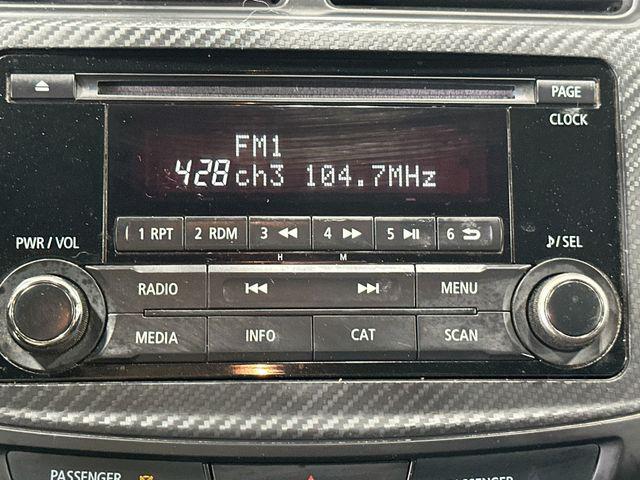 PAGE
CLOCK
FM1
428 ch3 104.7MHz
PWR / VOL
1 RPT
2 RDM
3
4
5
6
♪/SEL
H
M
RADIO
MENU
MEDIA
INFO
CAT
SCAN
PASSENGER
PASSENGER